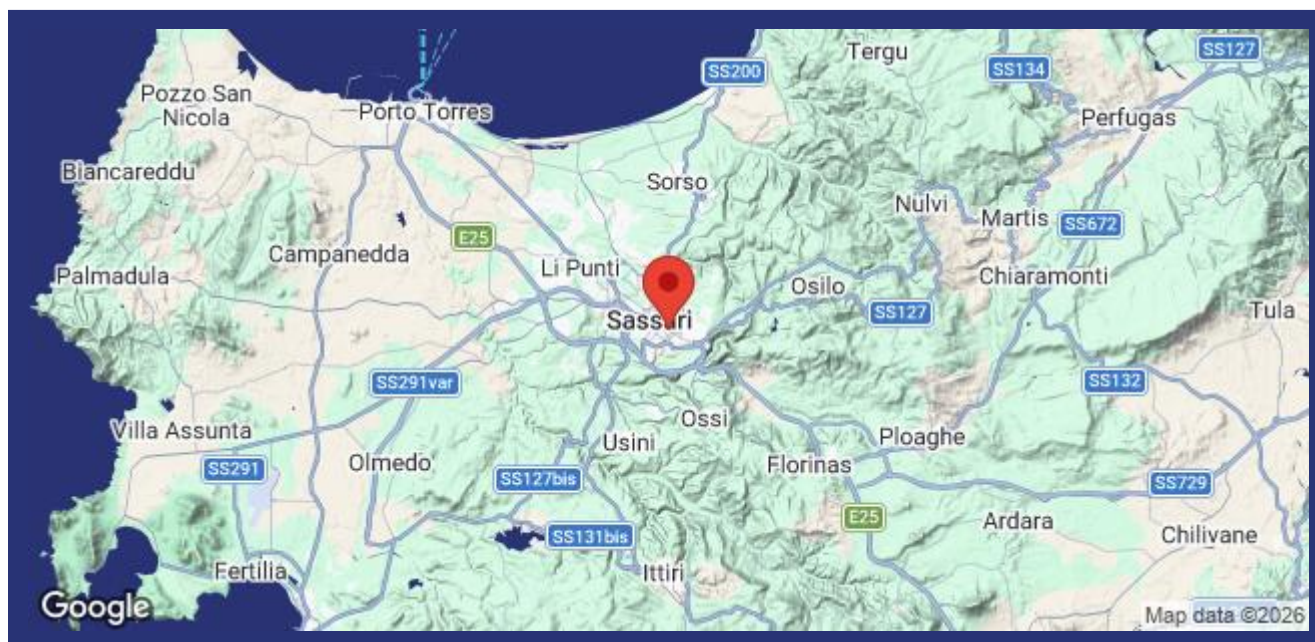 Tergu
SS127
SS134
SS200
Pozzo San
Nicola
Porto Torres
Perfugas
Biancareddu
Sorso
Nulvi
Martis
SS672
E25
Campanedda
Li Punti
Palmadula
Osilo
Chiaramonti
SS127
Tula
Sassari
SS291var
SS132
Villa Assunta
Ossi
Usini
Ploaghe
Olmedo
Florinas
SS291
SS127bis
SS729
E25
Ardara
SS131bis
Chilivane
Fertilia
Ittiri
Google
Map data ©2026